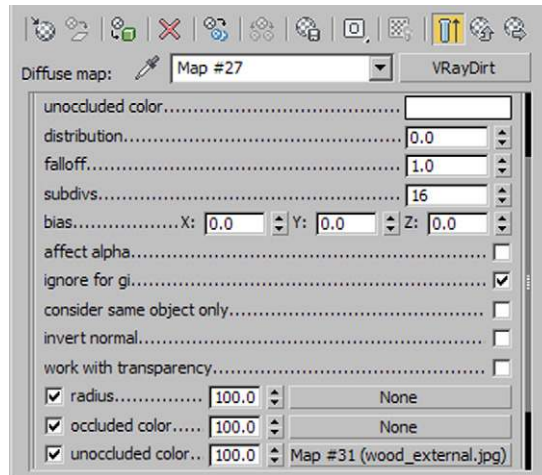 Diffuse map: Map #27 VRayDirt
unoccluded color........................................
distribution........................................ 0.0
falloff........................................ 1.0
subdivs........................................ 16
bias..................X: 0.0 Y: 0.0 Z: 0.0
affect alpha........................................
ignore for gi........................................
consider same object only........................................
invert normal........................................
work with transparency........................................
radius............... 100.0 None
occluded color..... 100.0 None
unoccluded color.. 100.0 Map #31 (wood_external.jpg)